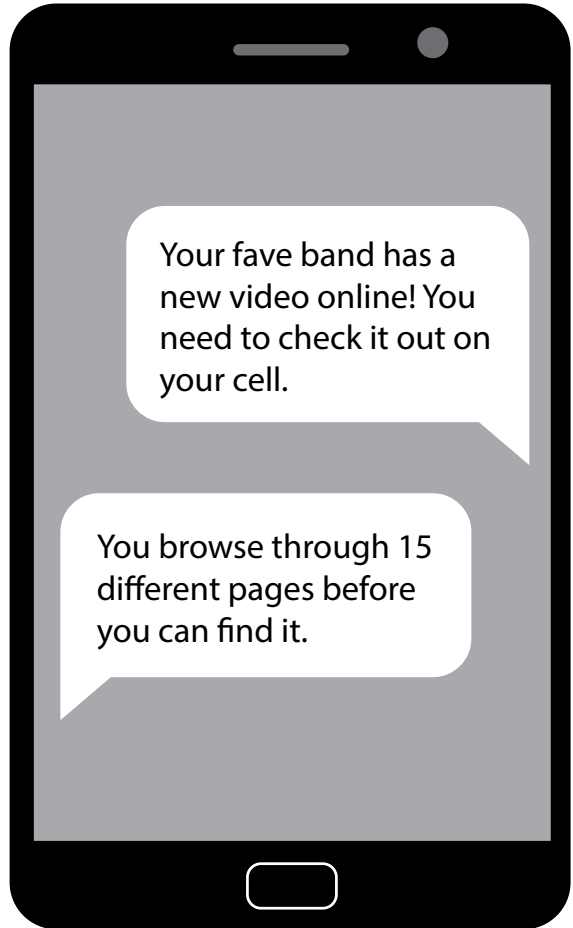 Your fave band has a
new video online! You
need to check it out on
your cell.
You browse through 15
different pages before
you can find it.